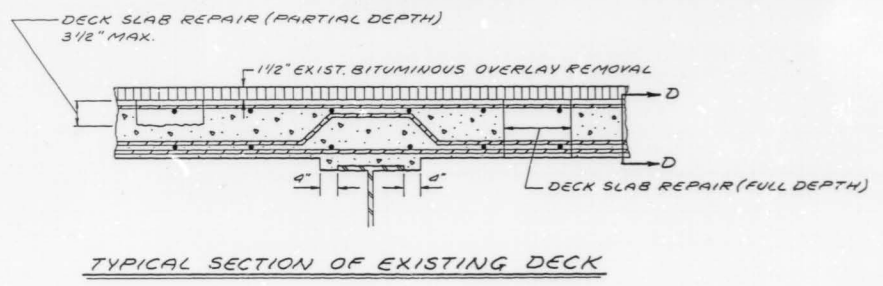 DECK SLAB REPAIR (PARTIAL DEPTH)
3 1/2" MAX.
1 1/2" EXIST. BITUMINOUS OVERLAY REMOVAL
D
D
4"
4"
DECK SLAB REPAIR (FULL DEPTH)
TYPICAL SECTION OF EXISTING DECK